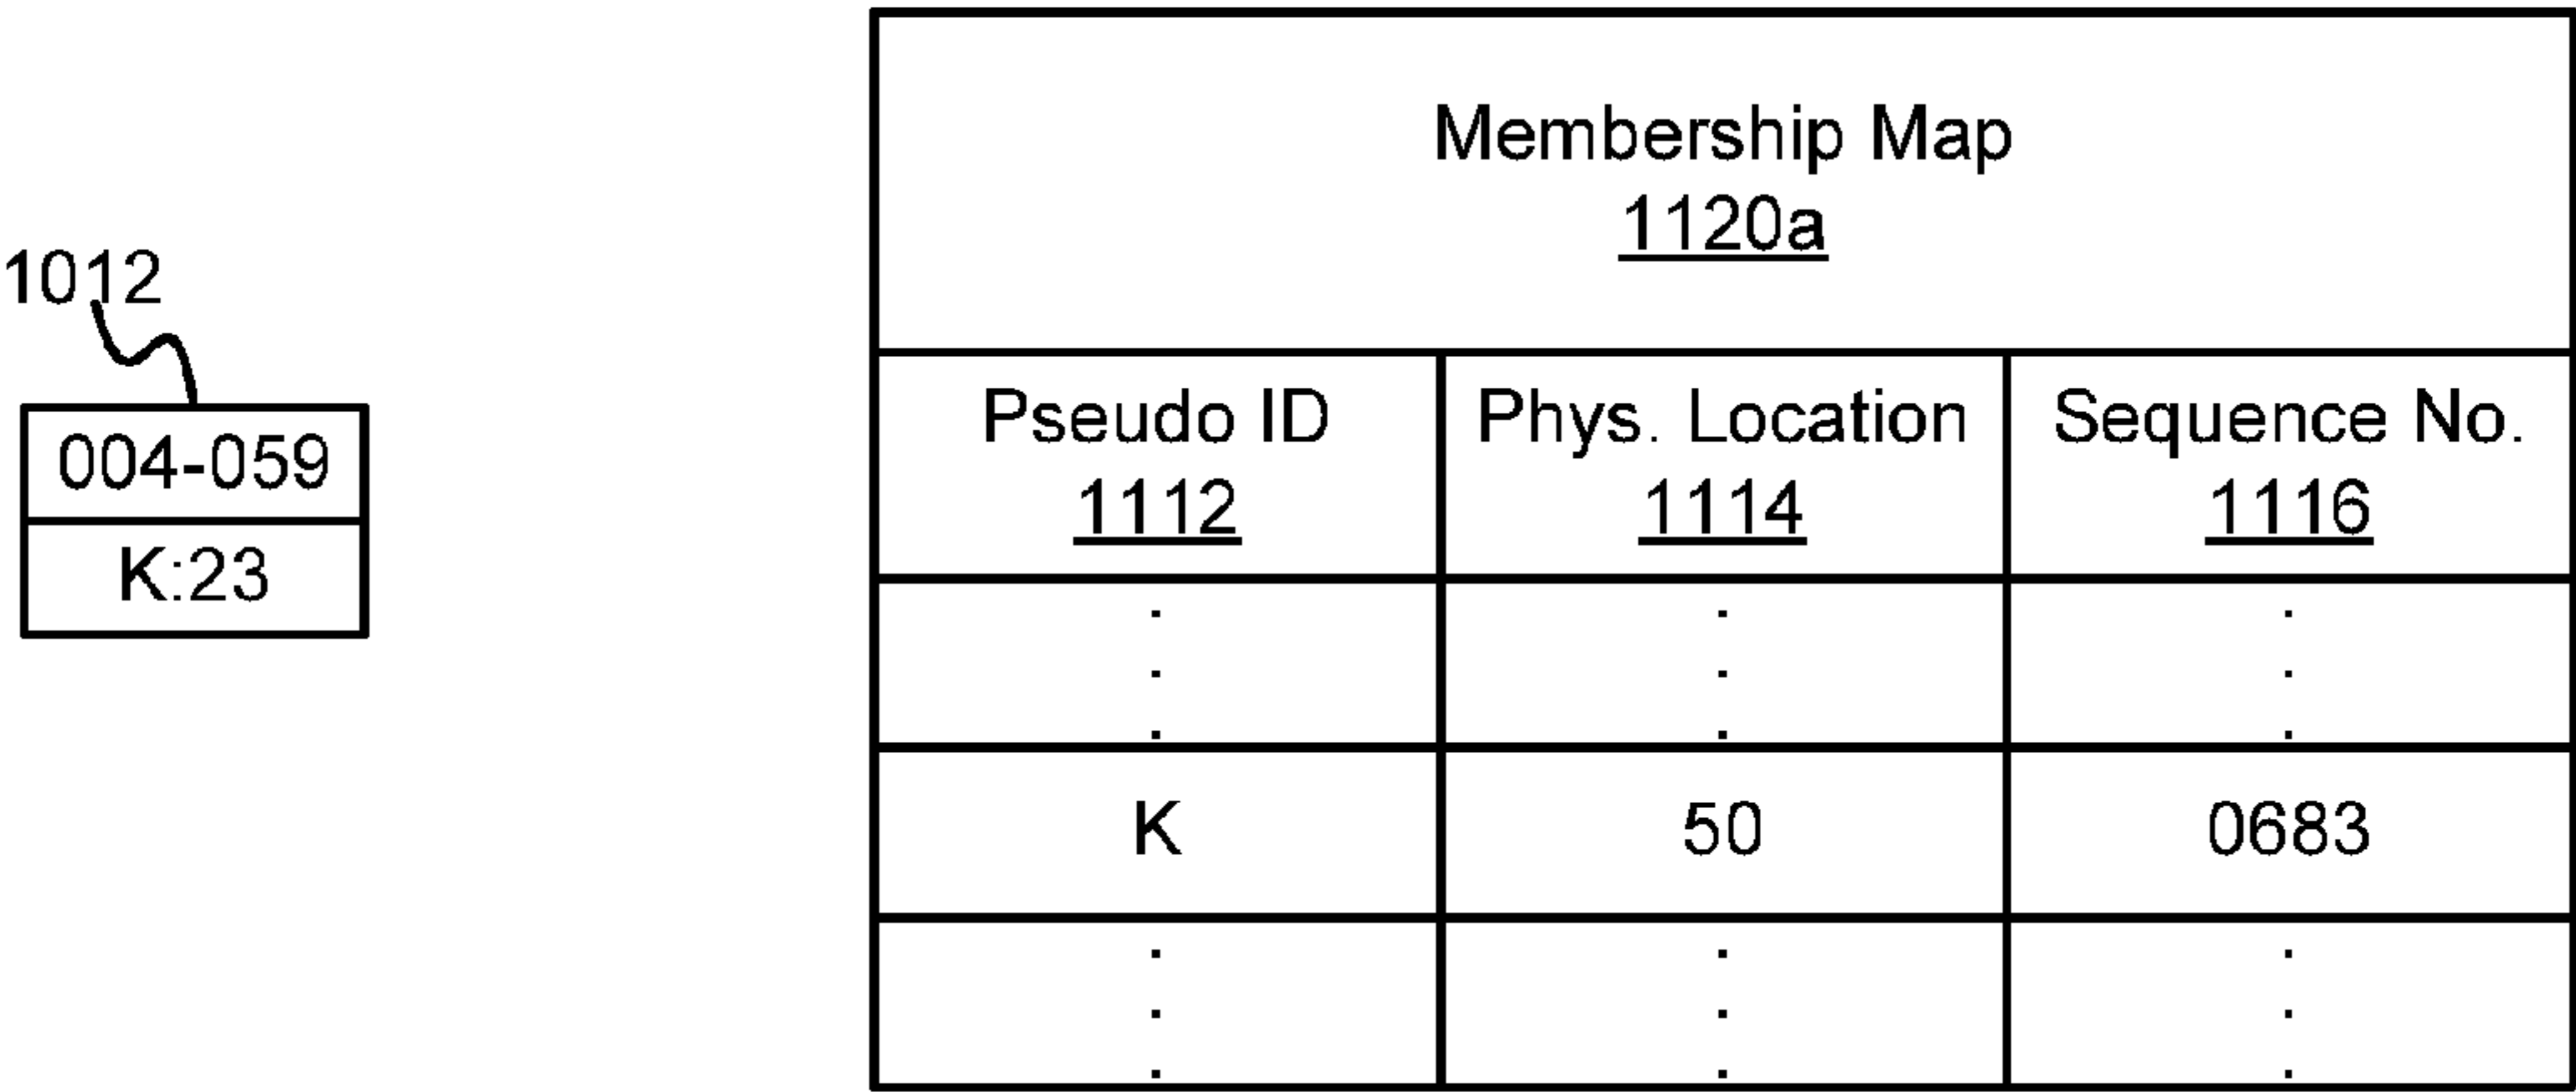 1012
004-059
K:23
Membership Map
1120a
Pseudo ID Phys. Location Sequence No.
1112 1114 1116
K 50 0683